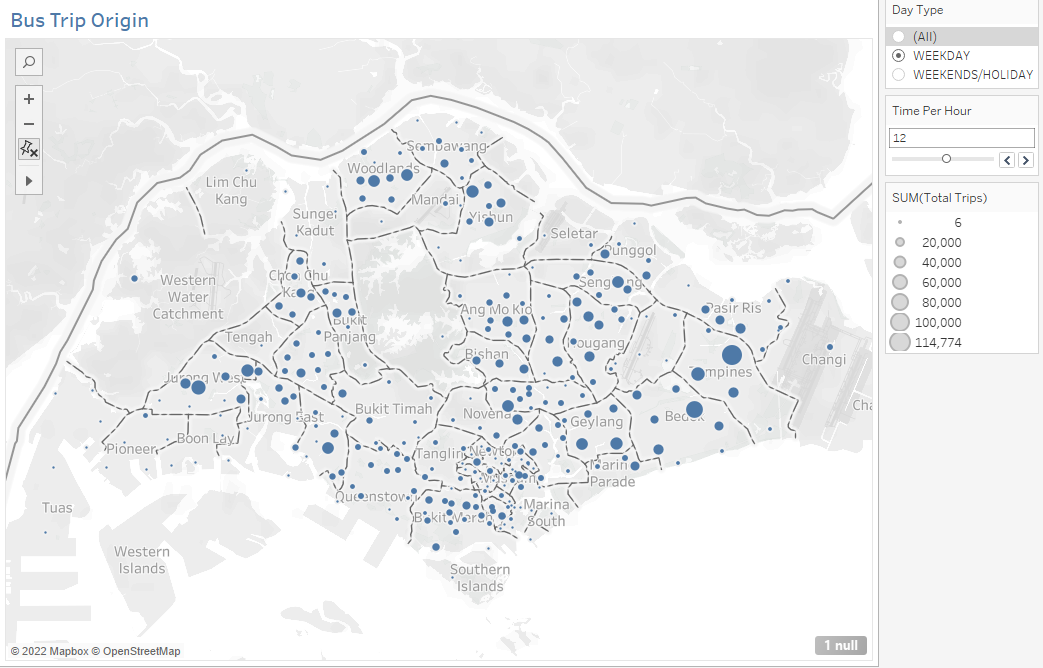 Bus Trip Origin
Day Type
(All)
WEEKDAY
WEEKENDS/HOLIDAY
Time Per Hour
12
SUM(Total Trips)
6
20,000
40,000
60,000
80,000
100,000
114,774
Sembawang
Woodlands
Lim Chu
Kang
Mandai
Sungei
Kadut
Yishun
Seletar
Punggol
Choa Chu
Western
Water
Catchment
Sengkang
Ang Mo Kio
Pasir Ris
Bukit
Panjang
Tengah
Hougang
Bishan
Changi
Tampines
Jurong West
Bukit Timah
Novena
Jurong East
Geylang
Bedok
Boon Lay
Pioneer
Tanglin
Newton
Marine
Parade
Queenstown
Tuas
Bukit Merah
Marina
South
Western
Islands
Southern
Islands
© 2022 Mapbox © OpenStreetMap
1 null